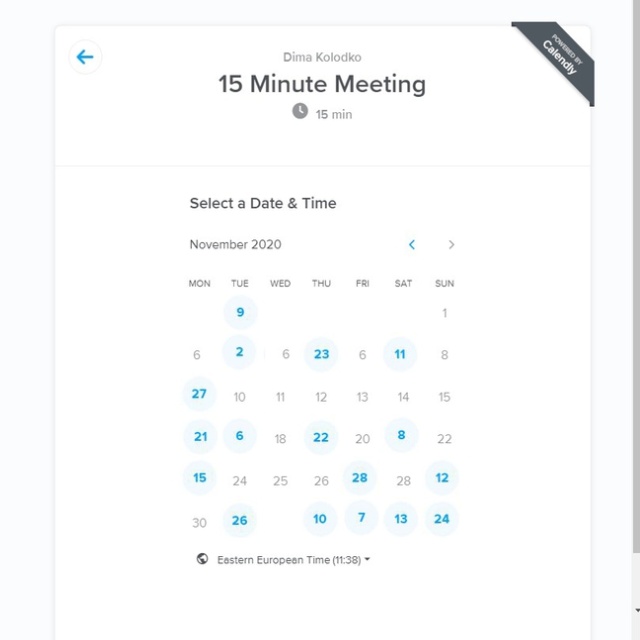 Dima Kolodko
POWERED BY
Calendly
15 Minute Meeting
15 min
Select a Date & Time
November 2020
MON TUE WED THU FRI SAT SUN
9 1
6 2 6 23 6 11 8
27 10 11 12 13 14 15
21 6 18 22 20 8 22
15 24 25 26 28 28 12
30 26 10 7 13 24
Eastern European Time (11:38)